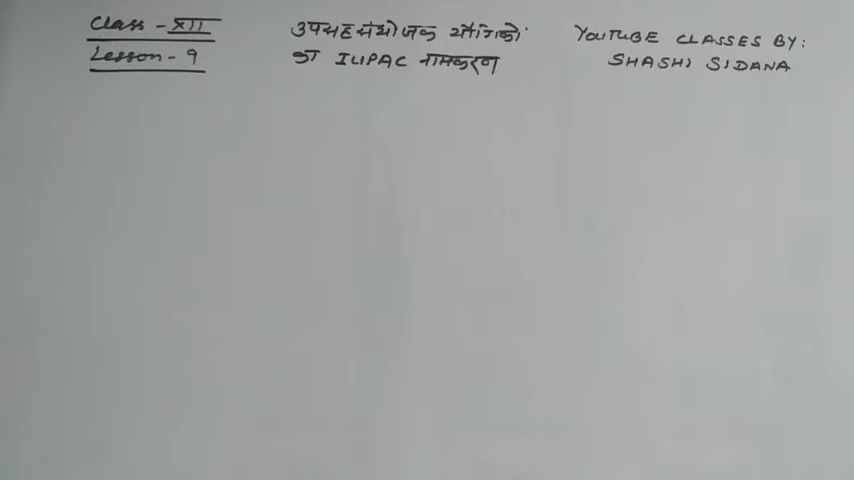 Class - XII
Lesson - 9
उपसहसंयोजक यौगिकों
का IUPAC नामकरण
YOUTUBE CLASSES BY:
SHASHI SIDANA